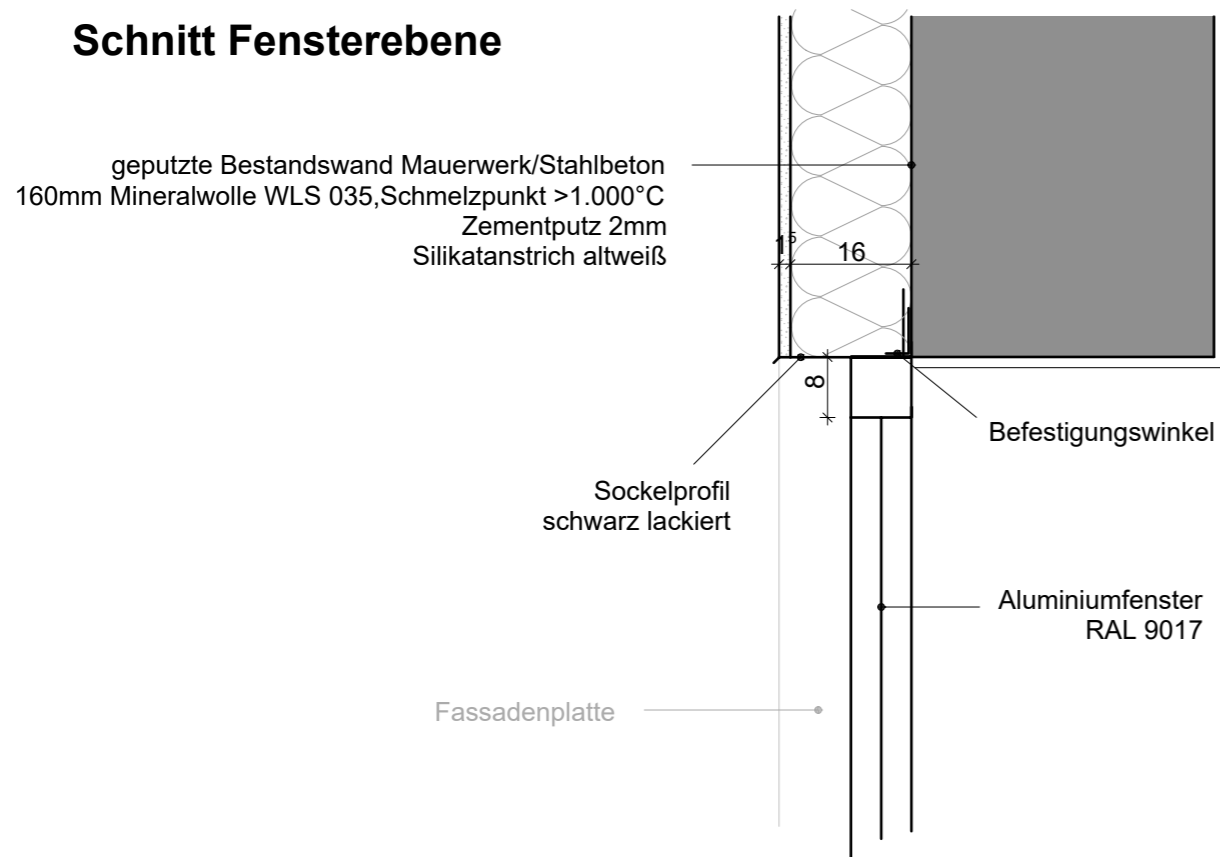 Schnitt Fensterebene
geputzte Bestandswand Mauerwerk/Stahlbeton
160mm Mineralwolle WLS 035,Schmelzpunkt >1.000°C
Zementputz 2mm
Silikatanstrich altweiß
1⁵
16
8
Befestigungswinkel
Sockelprofil
schwarz lackiert
Aluminiumfenster
RAL 9017
Fassadenplatte